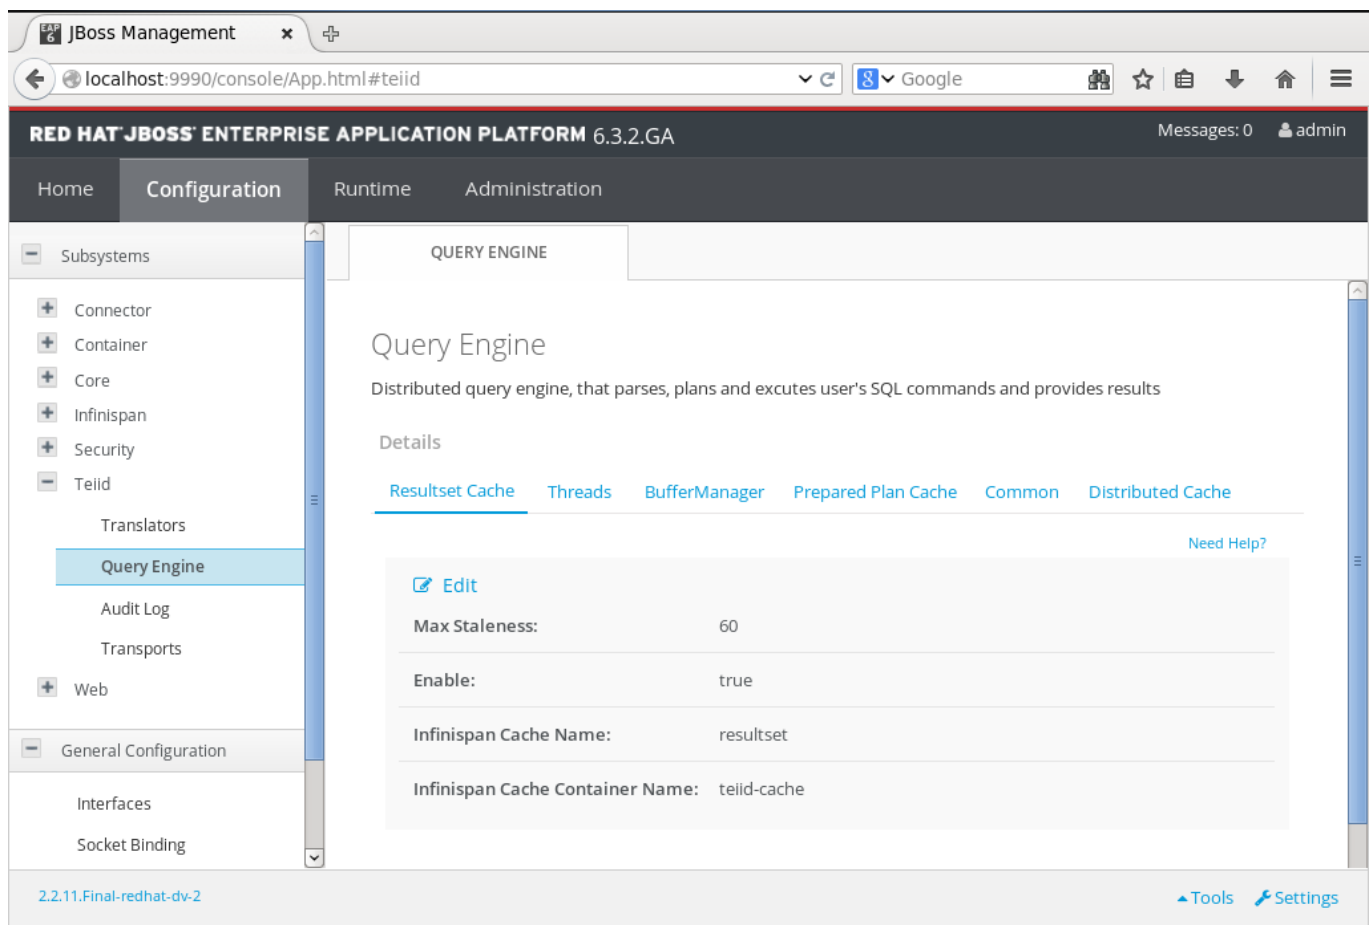 EAP 6 JBoss Management
localhost:9990/console/App.html#teiid
8 Google
RED HAT JBOSS ENTERPRISE APPLICATION PLATFORM 6.3.2.GA
Messages: 0 admin
Home Configuration Runtime Administration
Subsystems
Connector
Container
Core
Infinispan
Security
Teiid
Translators
Query Engine
Audit Log
Transports
Web
General Configuration
Interfaces
Socket Binding
QUERY ENGINE
Query Engine
Distributed query engine, that parses, plans and excutes user's SQL commands and provides results
Details
Resultset Cache Threads BufferManager Prepared Plan Cache Common Distributed Cache
Need Help?
Edit
Max Staleness: 60
Enable: true
Infinispan Cache Name: resultset
Infinispan Cache Container Name: teiid-cache
2.2.11.Final-redhat-dv-2
Tools Settings